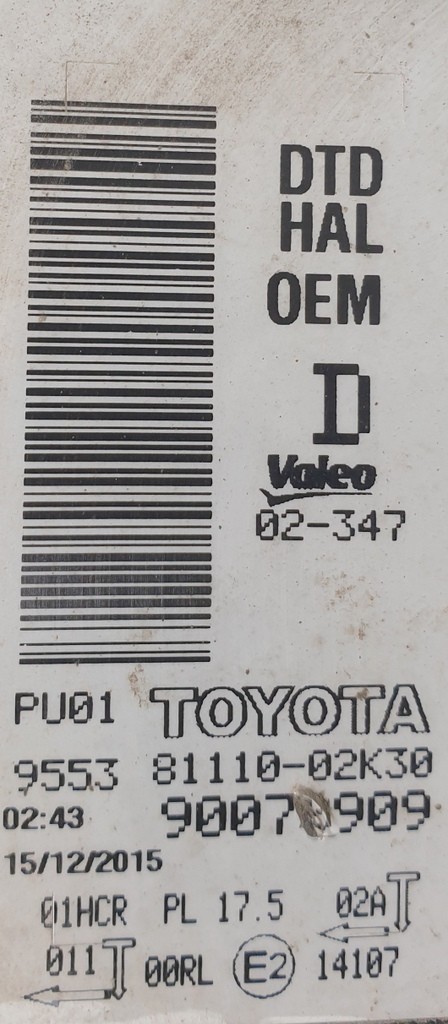 DTD
HAL
OEM
D
Valeo
02-347
PU01 TOYOTA
9553 81110-02K30
02:43
15/12/2015
01HCR PL 17.5 02A
011 00RL E2 14107